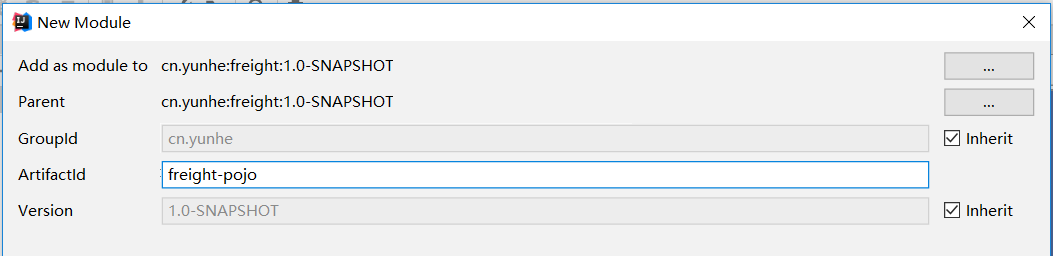 New Module
Add as module to cn.yunhe:freight:1.0-SNAPSHOT ...
Parent cn.yunhe:freight:1.0-SNAPSHOT ...
GroupId cn.yunhe Inherit
ArtifactId freight-pojo
Version 1.0-SNAPSHOT Inherit